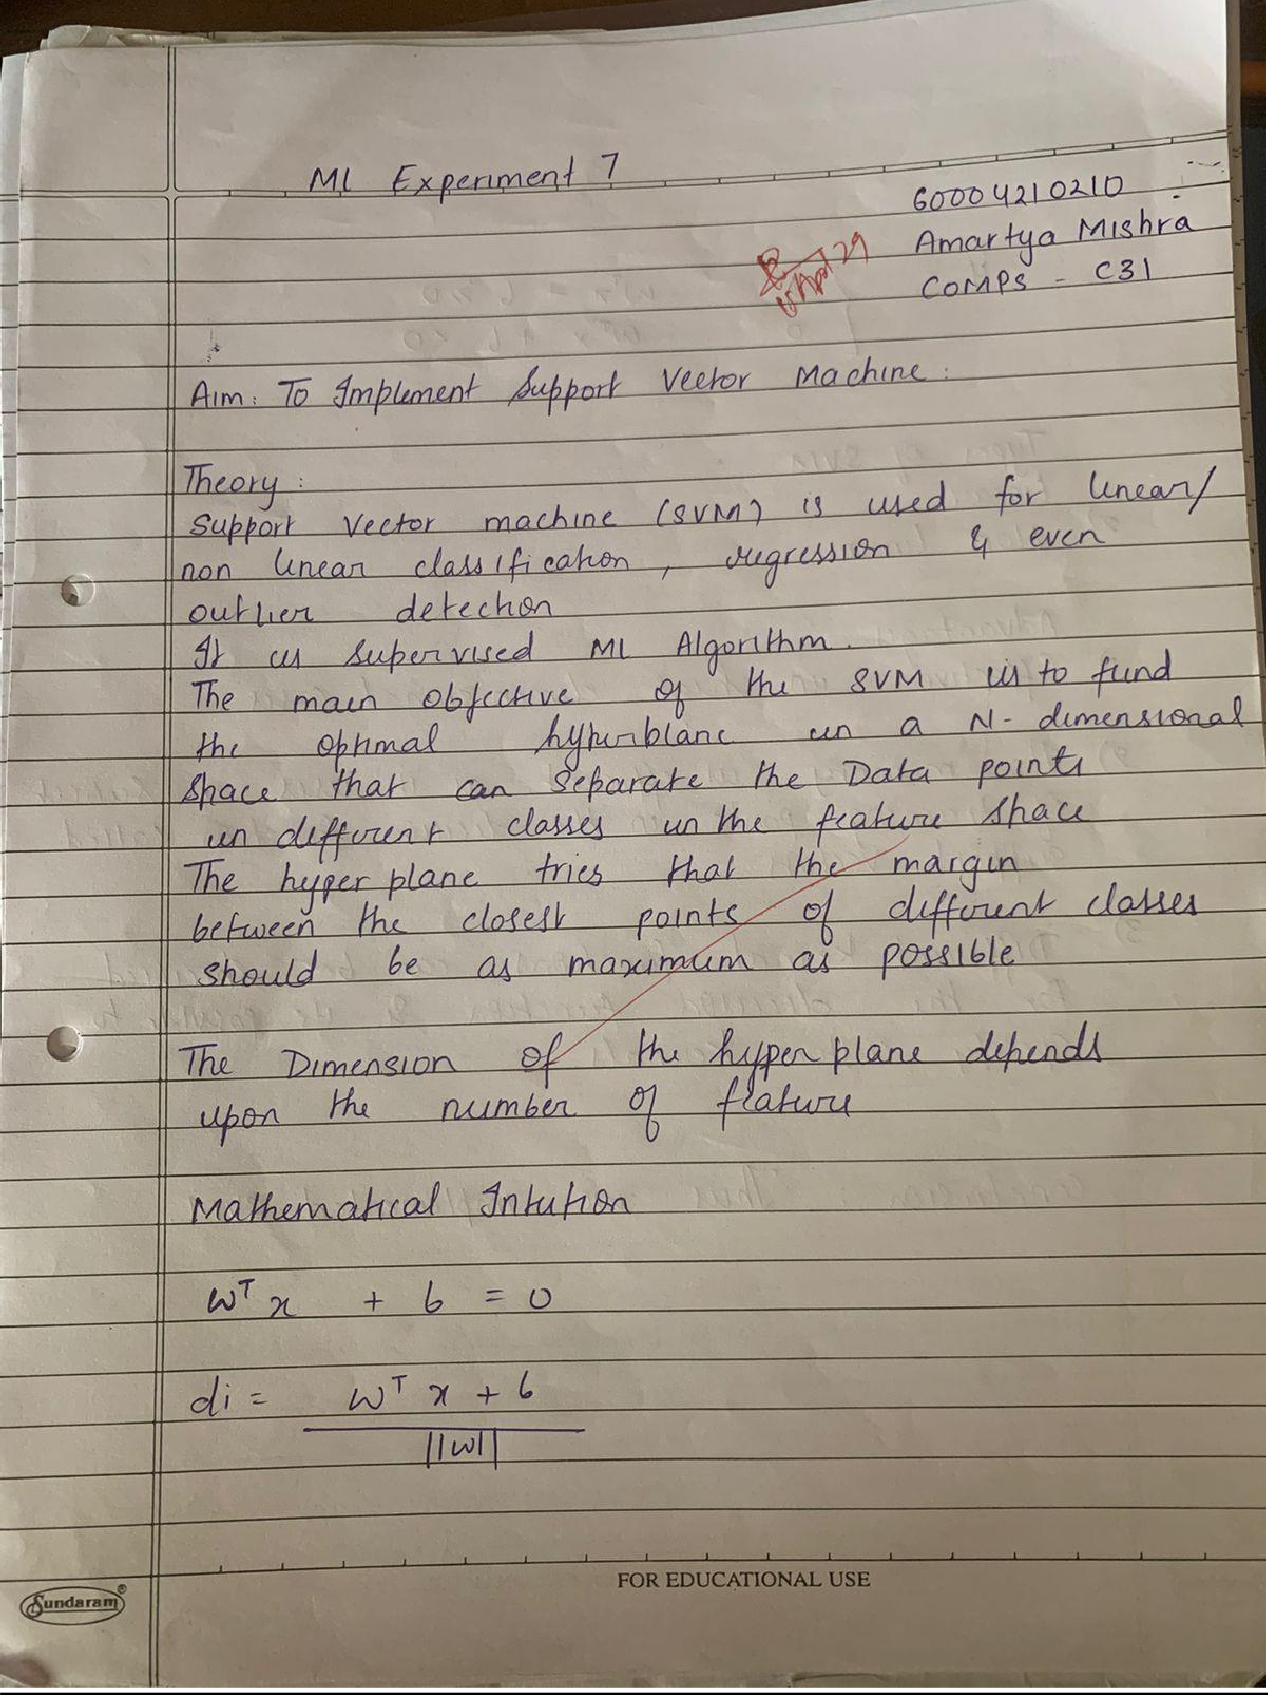 ML Experiment 7
60004210210
Amartya Mishra
COMPS - C31
Aim: To Implement Support Vector Machine:
Theory:
Support Vector machine (SVM) is used for linear/
non linear classification, regression & even
outlier detection
It is supervised ML Algorithm.
The main objective of the SVM is to find
the optimal hyperblane in a N-dimensional
space that can separate the Data points
in different classes in the feature space
The hyper plane tries that the margin
between the closest points of different classes
should be as maximum as possible
The Dimension of the hyper plane depends
upon the number of feature
Mathematical Intution
wᵀ x + b = 0
di = wᵀ x + b
||w||
FOR EDUCATIONAL USE
Sundaram®